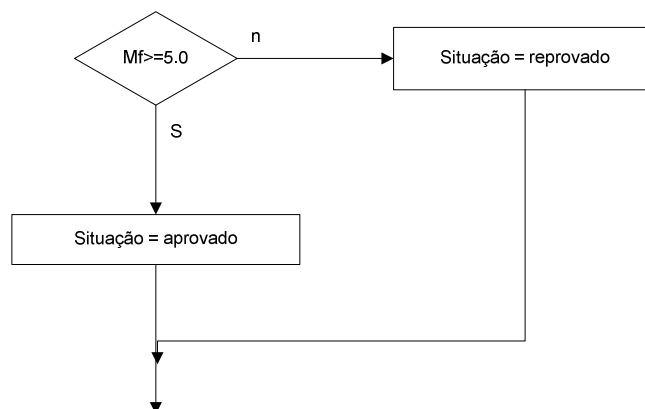 Mf>=5.0
n
Situação = reprovado
S
Situação = aprovado